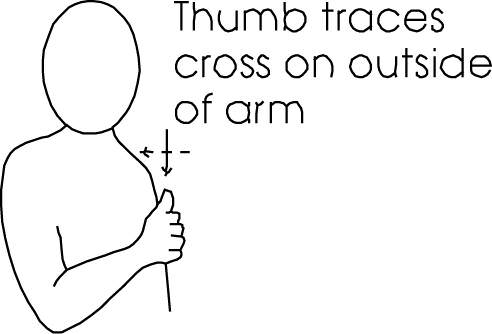 Thumb traces
cross on outside
of arm